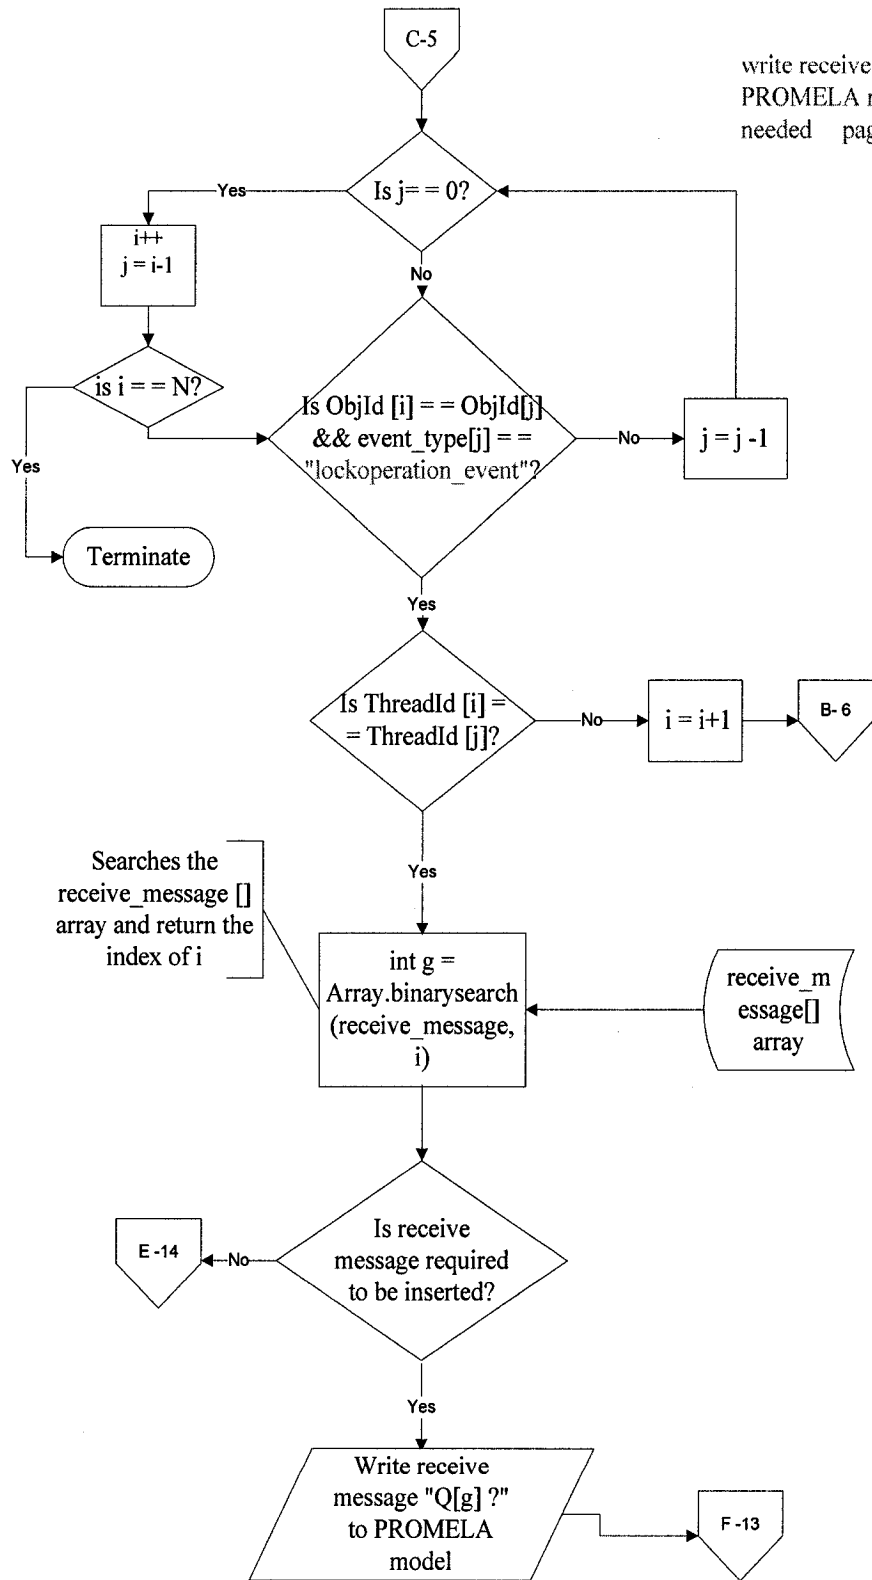 C-5
write receive
PROMELA
needed
Is j= = 0?
Yes
No
i++
j = i-1
is i = = N?
Yes
Terminate
Is ObjId [i] = = ObjId[j]
&& event_type[j] = =
"lockoperation_event"?
No
j = j -1
Yes
Is ThreadId [i] =
= ThreadId [j]?
No
i = i+1
B- 6
Yes
Searches the
receive_message []
array and return the
index of i
int g =
Array.binarysearch
(receive_message,
i)
receive_m
essage[]
array
Is receive
message required
to be inserted?
No
E -14
Yes
Write receive
message "Q[g] ?"
to PROMELA
model
F -13